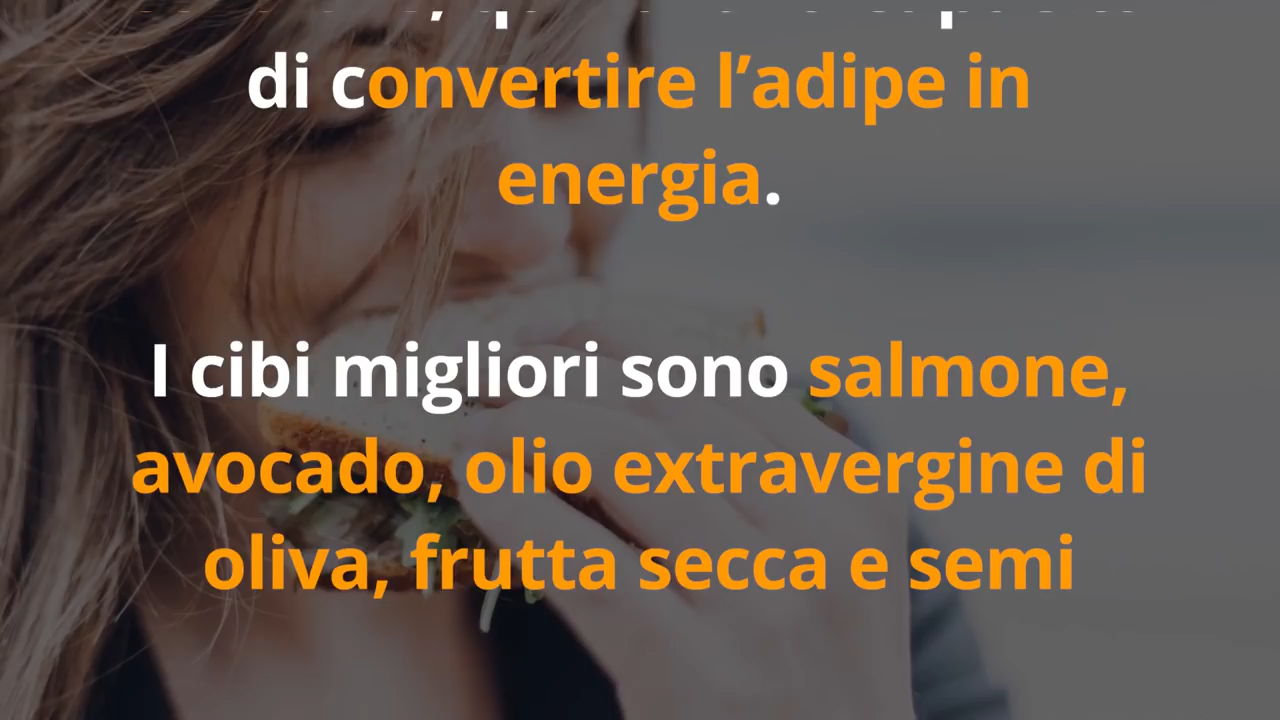 di convertire l’adipe in
energia.
I cibi migliori sono salmone,
avocado, olio extravergine di
oliva, frutta secca e semi